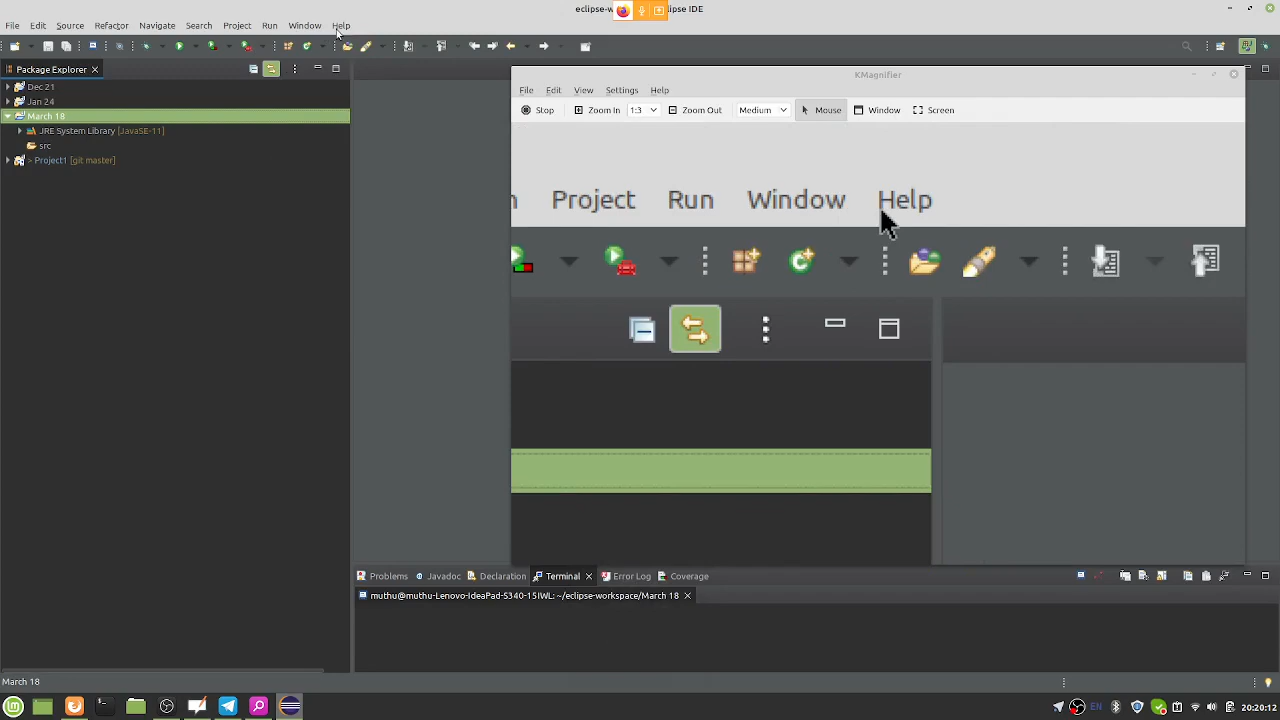 eclipse-w
ipse IDE
File Edit Source Refactor Navigate Search Project Run Window Help
Package Explorer
Dec21
Jan 24
March 18
JRE System Library [JavaSE-11]
src
> Project1 [git master]
KMagnifier
File Edit View Settings Help
Stop Zoom In 1:3 Zoom Out Medium Mouse Window Screen
Project Run Window Help
Problems Javadoc Declaration Terminal Error Log Coverage
muthu@muthu-Lenovo-IdeaPad-S340-15IWL: ~/eclipse-workspace/March 18
March 18
EN 20:20:12